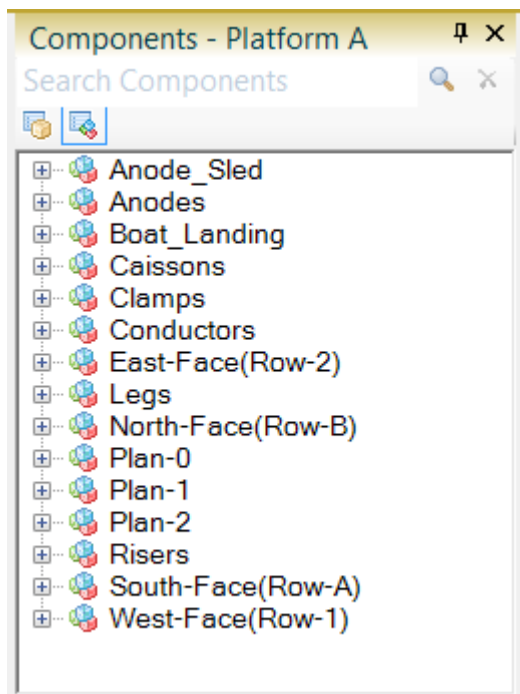 Components - Platform A
Search Components
Anode_Sled
Anodes
Boat_Landing
Caissons
Clamps
Conductors
East-Face(Row-2)
Legs
North-Face(Row-B)
Plan-0
Plan-1
Plan-2
Risers
South-Face(Row-A)
West-Face(Row-1)